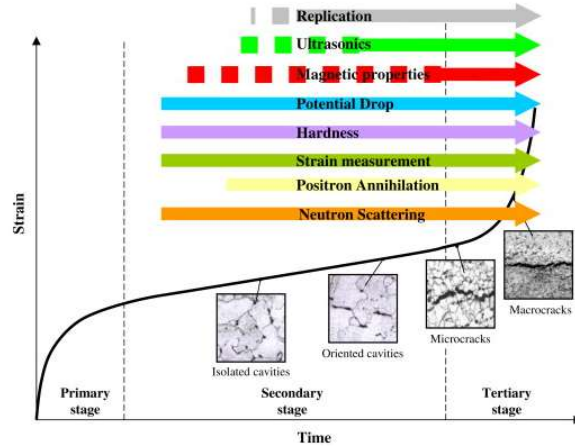 Replication
Ultrasonics
Magnetic properties
Potential Drop
Hardness
Strain measurement
Positron Annihilation
Neutron Scattering
Strain
Isolated cavities
Oriented cavities
Microcracks
Macrocracks
Primary
stage
Secondary
stage
Tertiary
stage
Time